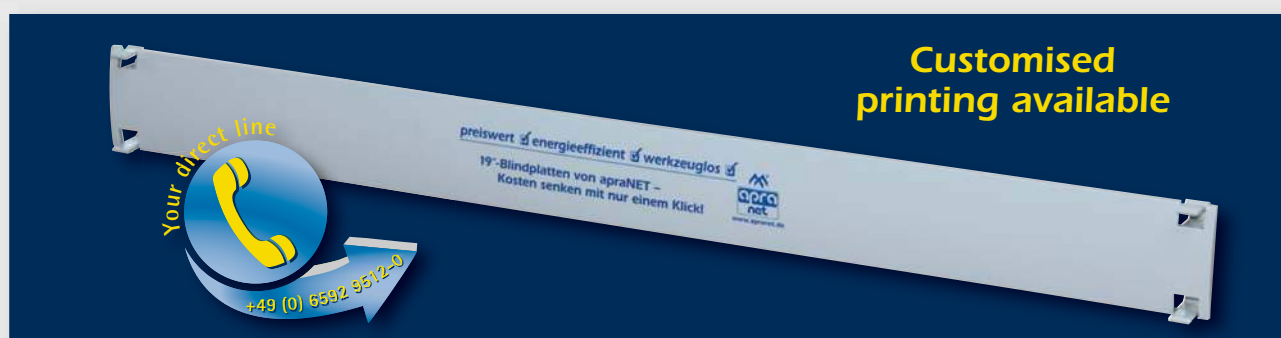 Customised
printing available
preiswert ☑ energieeffizient ☑ werkzeuglos ☑
19"-Blindplatten von apraNET –
Kosten senken mit nur einem Klick!
apra
net
www.apranet.de
Your direct line
+49 (0) 6592 9512-0